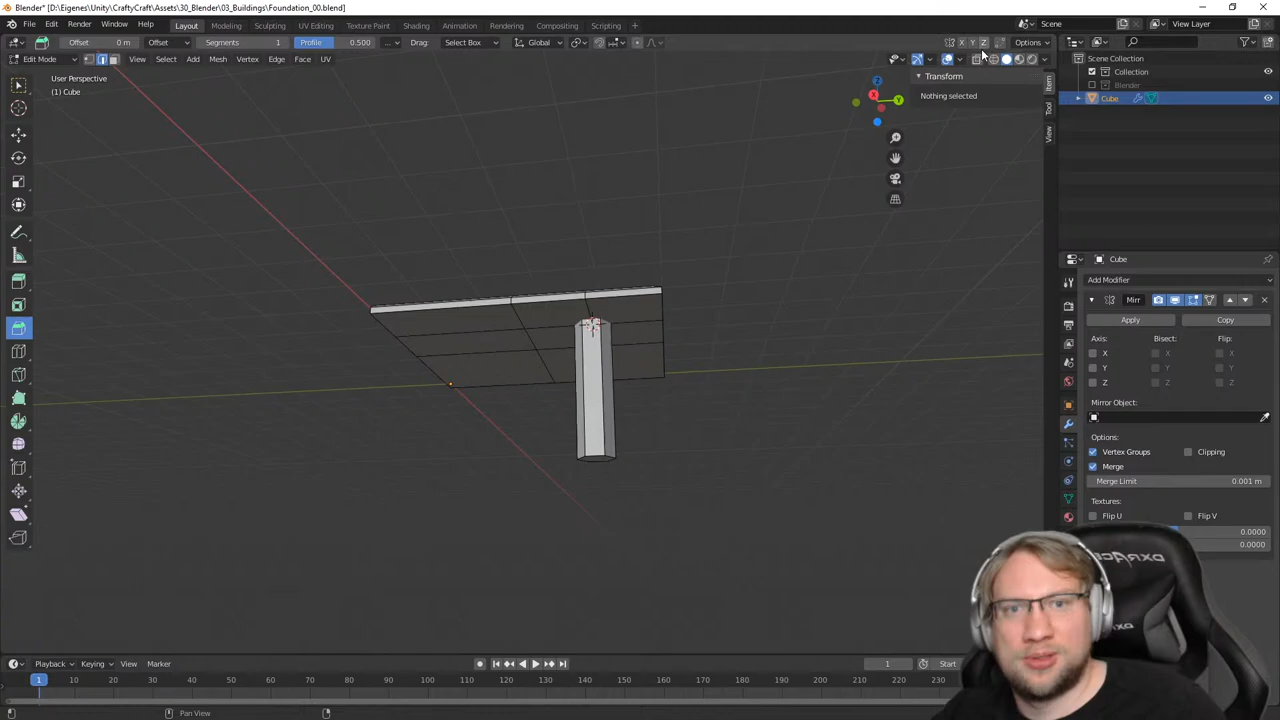 Blender* [D:\Eigenes\Unity\CraftyCraft\Assets\30_Blender\03_Buildings\Foundation_00.blend]
File Edit Render Window Help Layout Modeling Sculpting UV Editing Texture Paint Shading Animation Rendering Compositing Scripting Scene View Layer
Offset 0 m Offset Segments 1 Profile 0.500 ... Drag: Select Box Global X Y Z Options
Edit Mode View Select Add Mesh Vertex Edge Face UV
User Perspective
(1) Cube
Transform
Nothing selected
Item
Tool
View
Z
X
Y
Scene Collection
Collection
Blender
Cube
Cube
Add Modifier
Mirr
Apply Copy
Axis: Bisect: Flip:
X X X
Y Y Y
Z Z Z
Mirror Object:
Options:
Vertex Groups Clipping
Merge
Merge Limit 0.001 m
Textures:
Flip U Flip V
0.0000
0.0000
DXRACER
Playback Keying View Marker 1 Start
1 10 20 30 40 50 60 70 80 90 100 110 120 130 140 150 160 170 180 190 200 210 220 230
Pan View